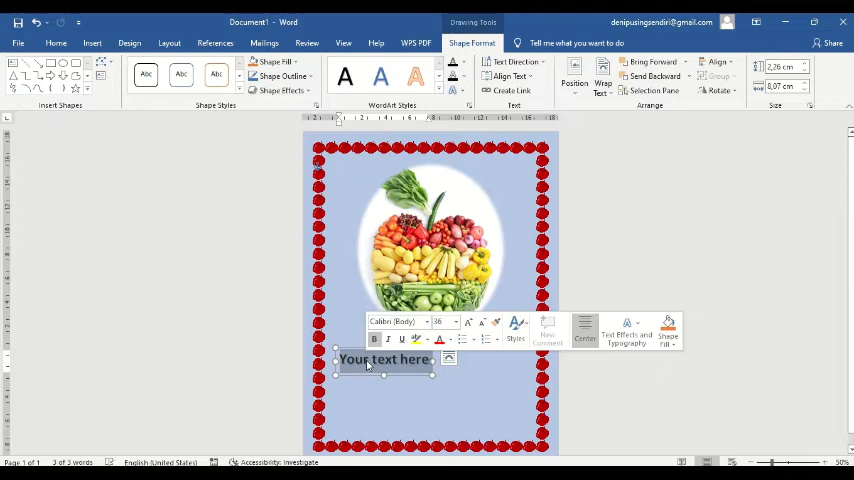 Document1 - Word
Drawing Tools
denipusingsendiri@gmail.com
File
Home
Insert
Design
Layout
References
Mailings
Review
View
Help
WPS PDF
Shape Format
Tell me what you want to do
Share
Abc
Abc
Abc
Shape Fill
Shape Outline
Shape Effects
A
A
A
Text Direction
Align Text
Create Link
Position
Wrap
Text
Bring Forward
Send Backward
Selection Pane
Align
Group
Rotate
2,26 cm
8,07 cm
Insert Shapes
Shape Styles
WordArt Styles
Text
Arrange
Size
Calibri (Body)
36
B
I
U
Styles
New
Comment
Center
Text Effects and
Typography
Shape
Fill
Your text here
Page 1 of 1
3 of 3 words
English (United States)
Accessibility: Investigate
50%